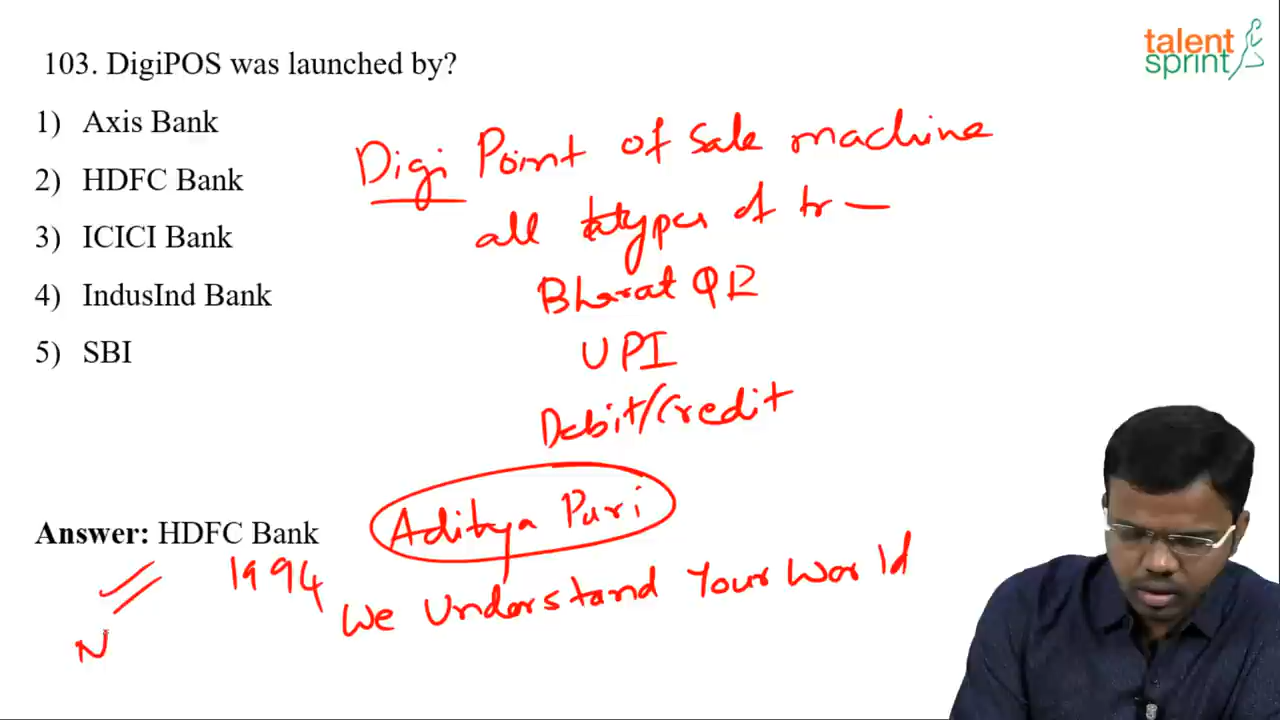 103. DigiPOS was launched by?
talent
sprint
1) Axis Bank
2) HDFC Bank
3) ICICI Bank
4) IndusInd Bank
5) SBI
Digi Point of Sale machine
all types of tr —
Bharat QR
UPI
Debit/Credit
Aditya Puri
Answer: HDFC Bank
1994
We Understand Your World
N